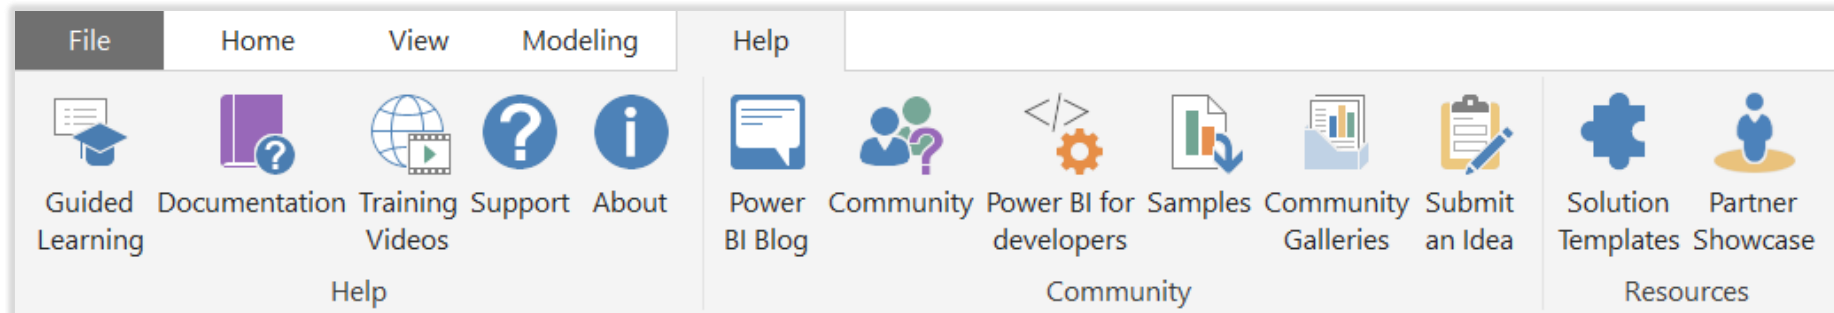 File Home View Modeling Help
Guided Learning
Documentation
Training Videos
Support
About
Help
Power BI Blog
Community
Power BI for developers
Samples
Community Galleries
Submit an Idea
Community
Solution Templates
Partner Showcase
Resources